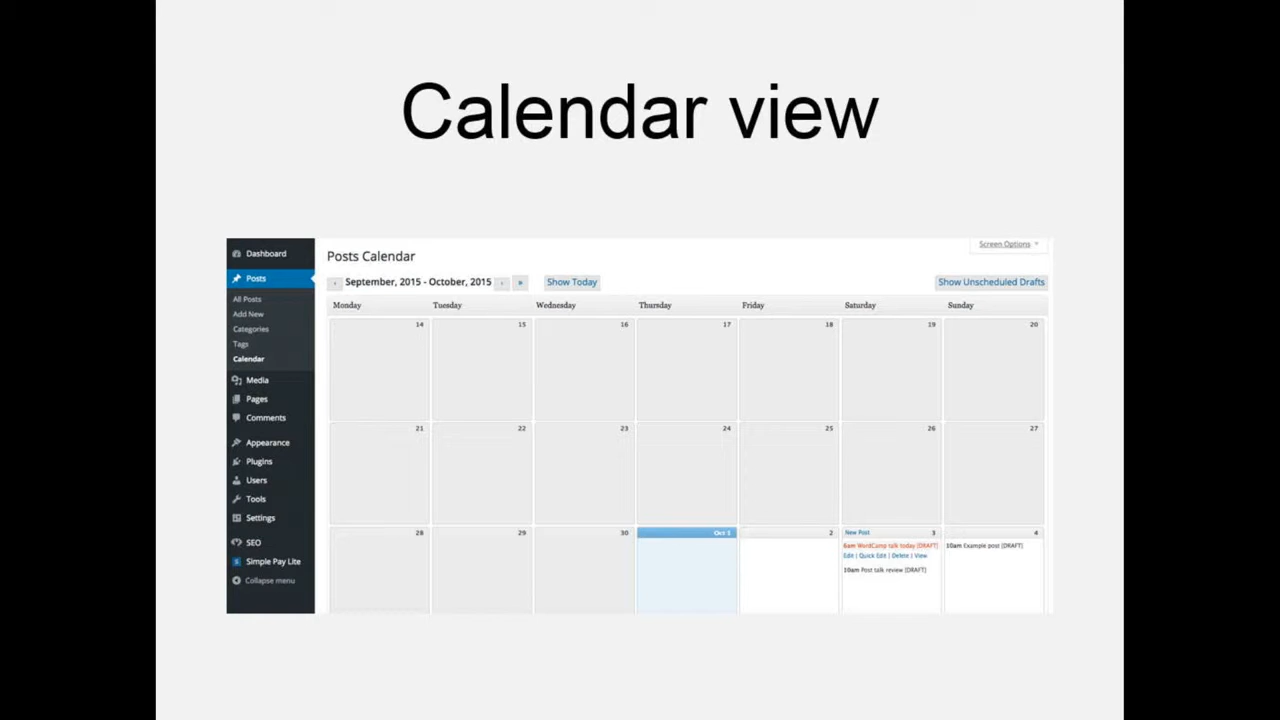 Calendar view
Screen Options
Dashboard
Posts
All Posts
Add New
Categories
Tags
Calendar
Media
Pages
Comments
Appearance
Plugins
Users
Tools
Settings
SEO
Simple Pay Lite
Collapse menu
Posts Calendar
‹ September, 2015 - October, 2015 › » Show Today Show Unscheduled Drafts
Monday Tuesday Wednesday Thursday Friday Saturday Sunday
14 15 16 17 18 19 20
21 22 23 24 25 26 27
28 29 30 Oct 1 2 New Post 3 4
6am WordCamp talk today [DRAFT] 10am Example post [DRAFT]
Edit | Quick Edit | Delete | View
10am Post talk review [DRAFT]